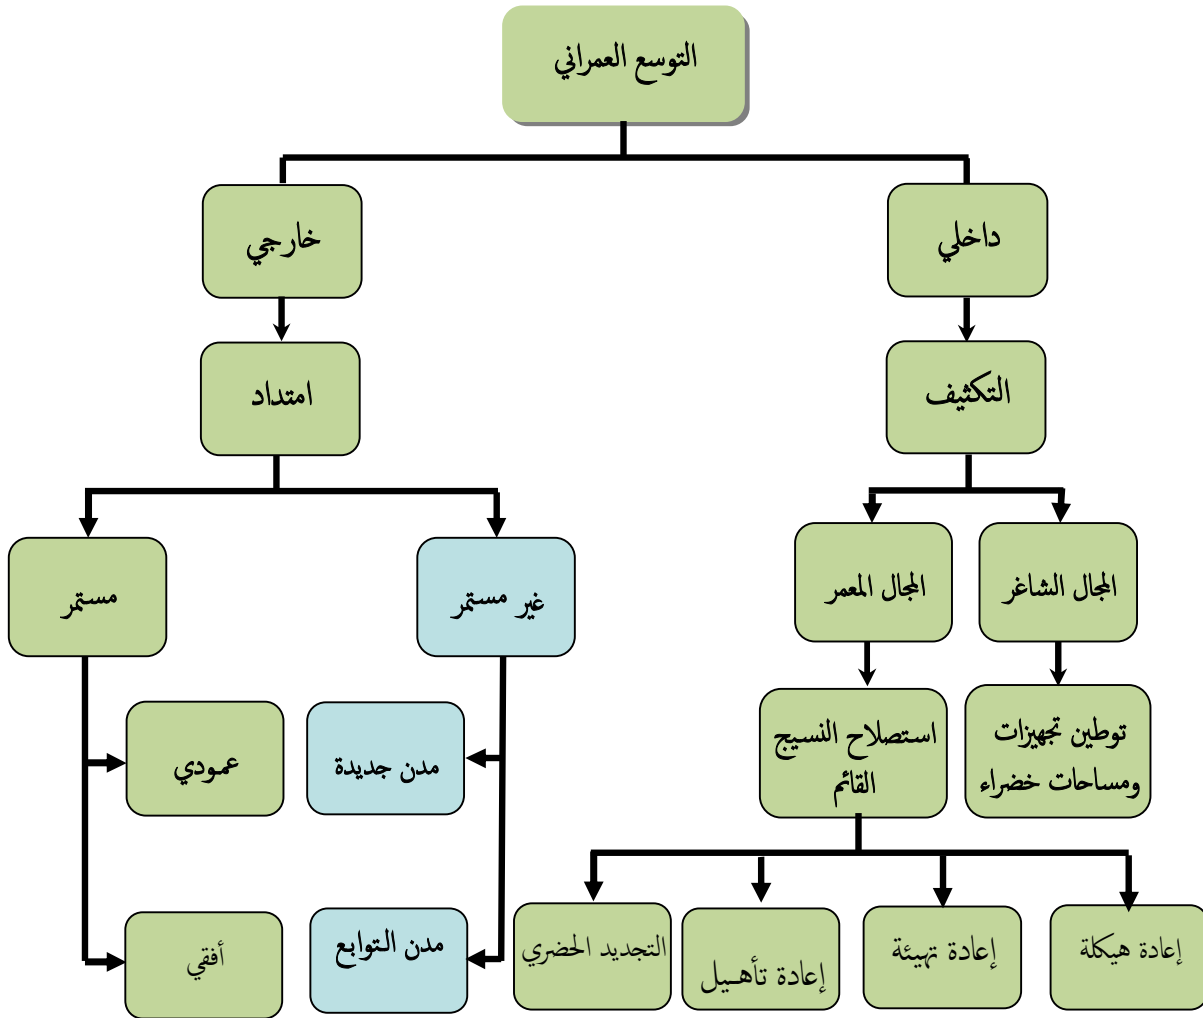 التوسع العمراني
داخلي
خارجي
التكثيف
امتداد
المجال الشاغر
المجال المعمر
غير مستمر
مستمر
توطين تجهيزات
ومساحات خضراء
استصلاح النسيج
القائم
مدن جديدة
عمودي
إعادة هيكلة
إعادة تهيئة
إعادة تأهيل
التجديد الحضري
مدن التوابع
أفقي